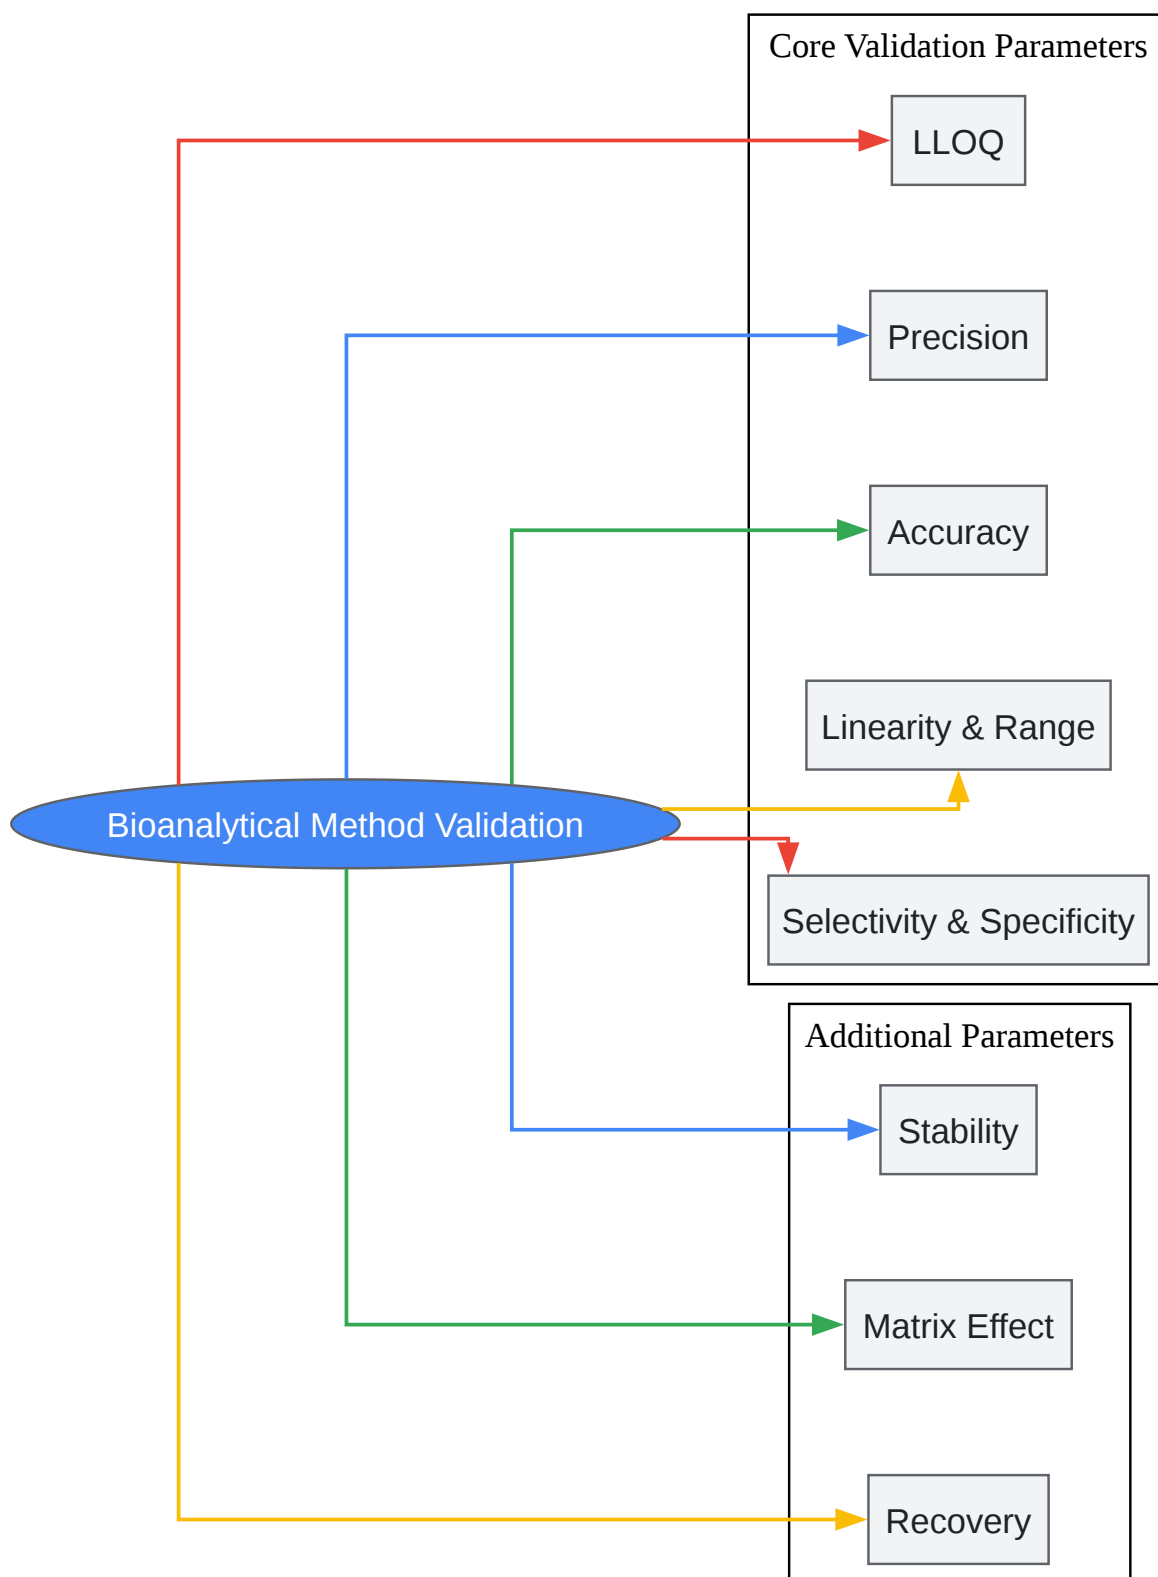 Core Validation Parameters
LLOQ
Precision
Accuracy
Linearity & Range
Bioanalytical Method Validation
Selectivity & Specificity
Additional Parameters
Stability
Matrix Effect
Recovery